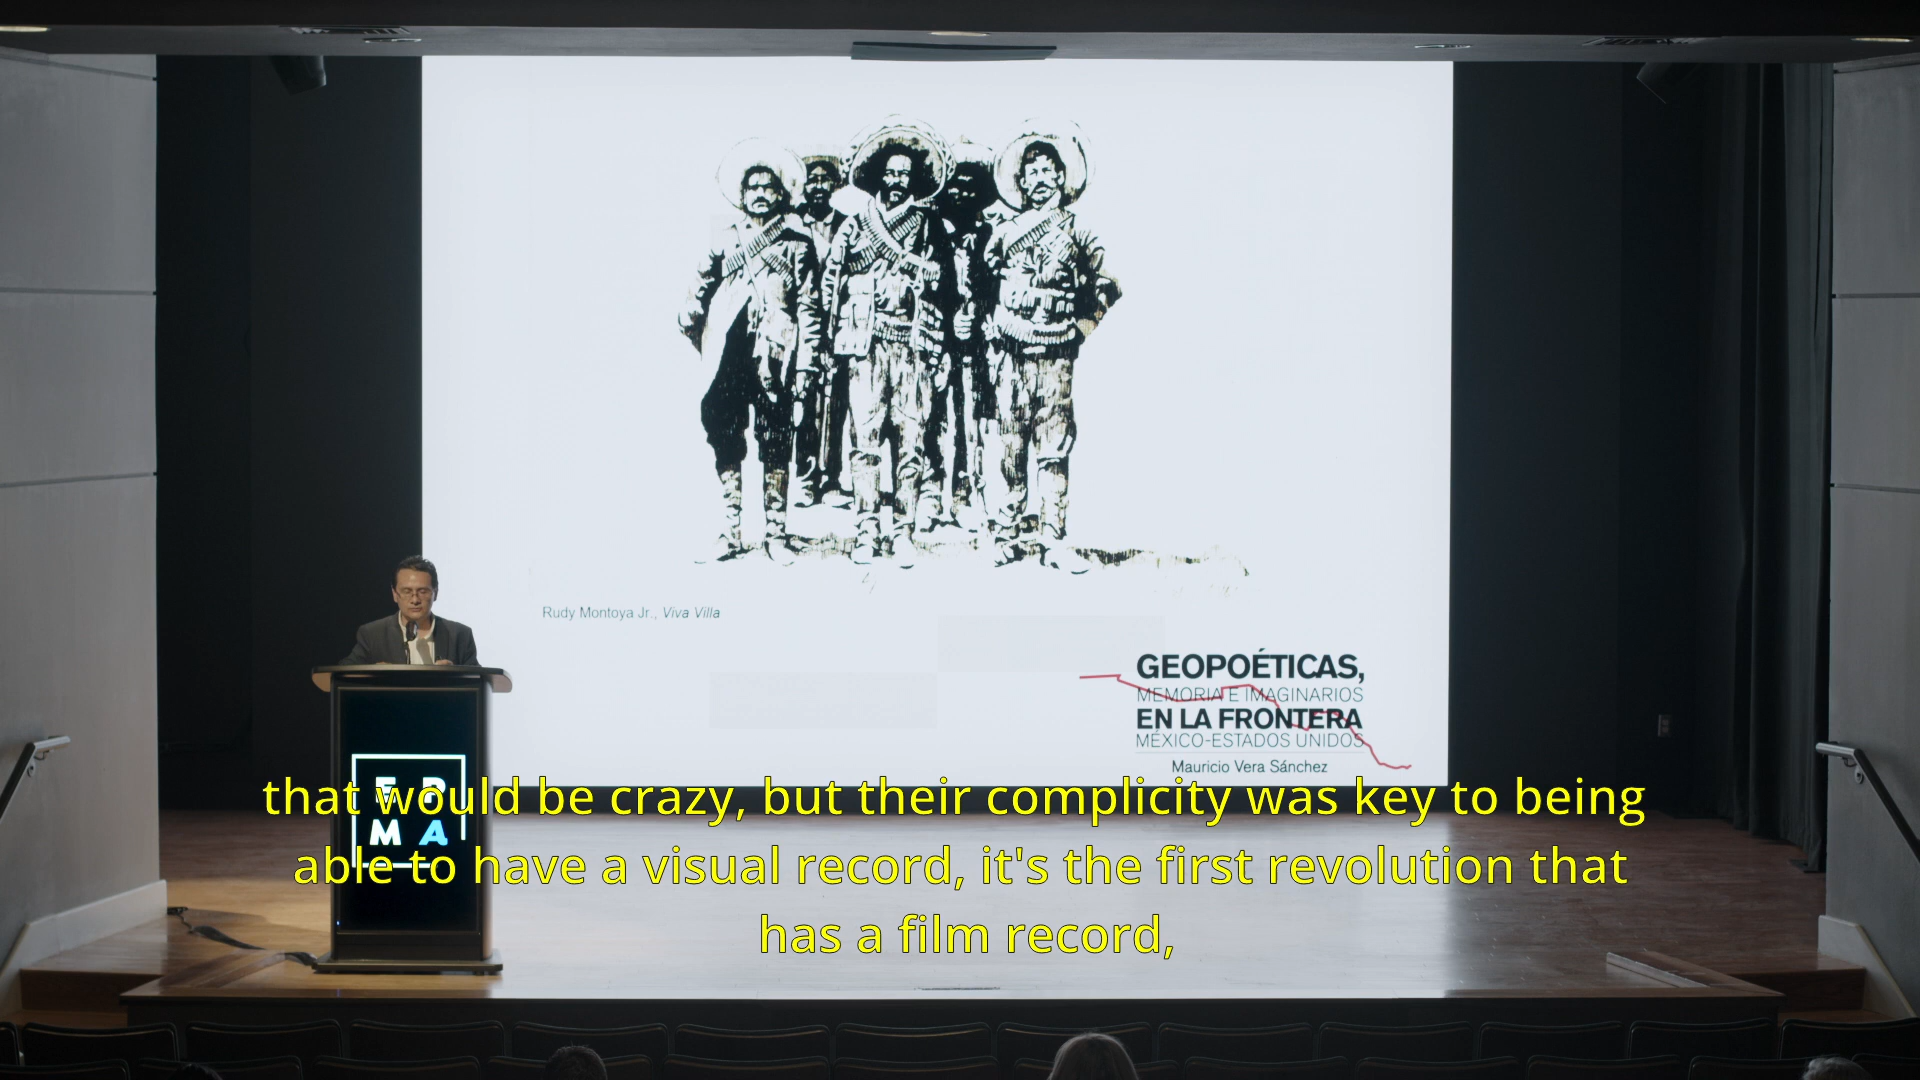 Rudy Montoya Jr., Viva Villa
GEOPOÉTICAS,
MEMORIA E IMAGINARIOS
EN LA FRONTERA
MÉXICO-ESTADOS UNIDOS
Mauricio Vera Sánchez
EP
MA
that would be crazy, but their complicity was key to being
able to have a visual record, it's the first revolution that
has a film record,